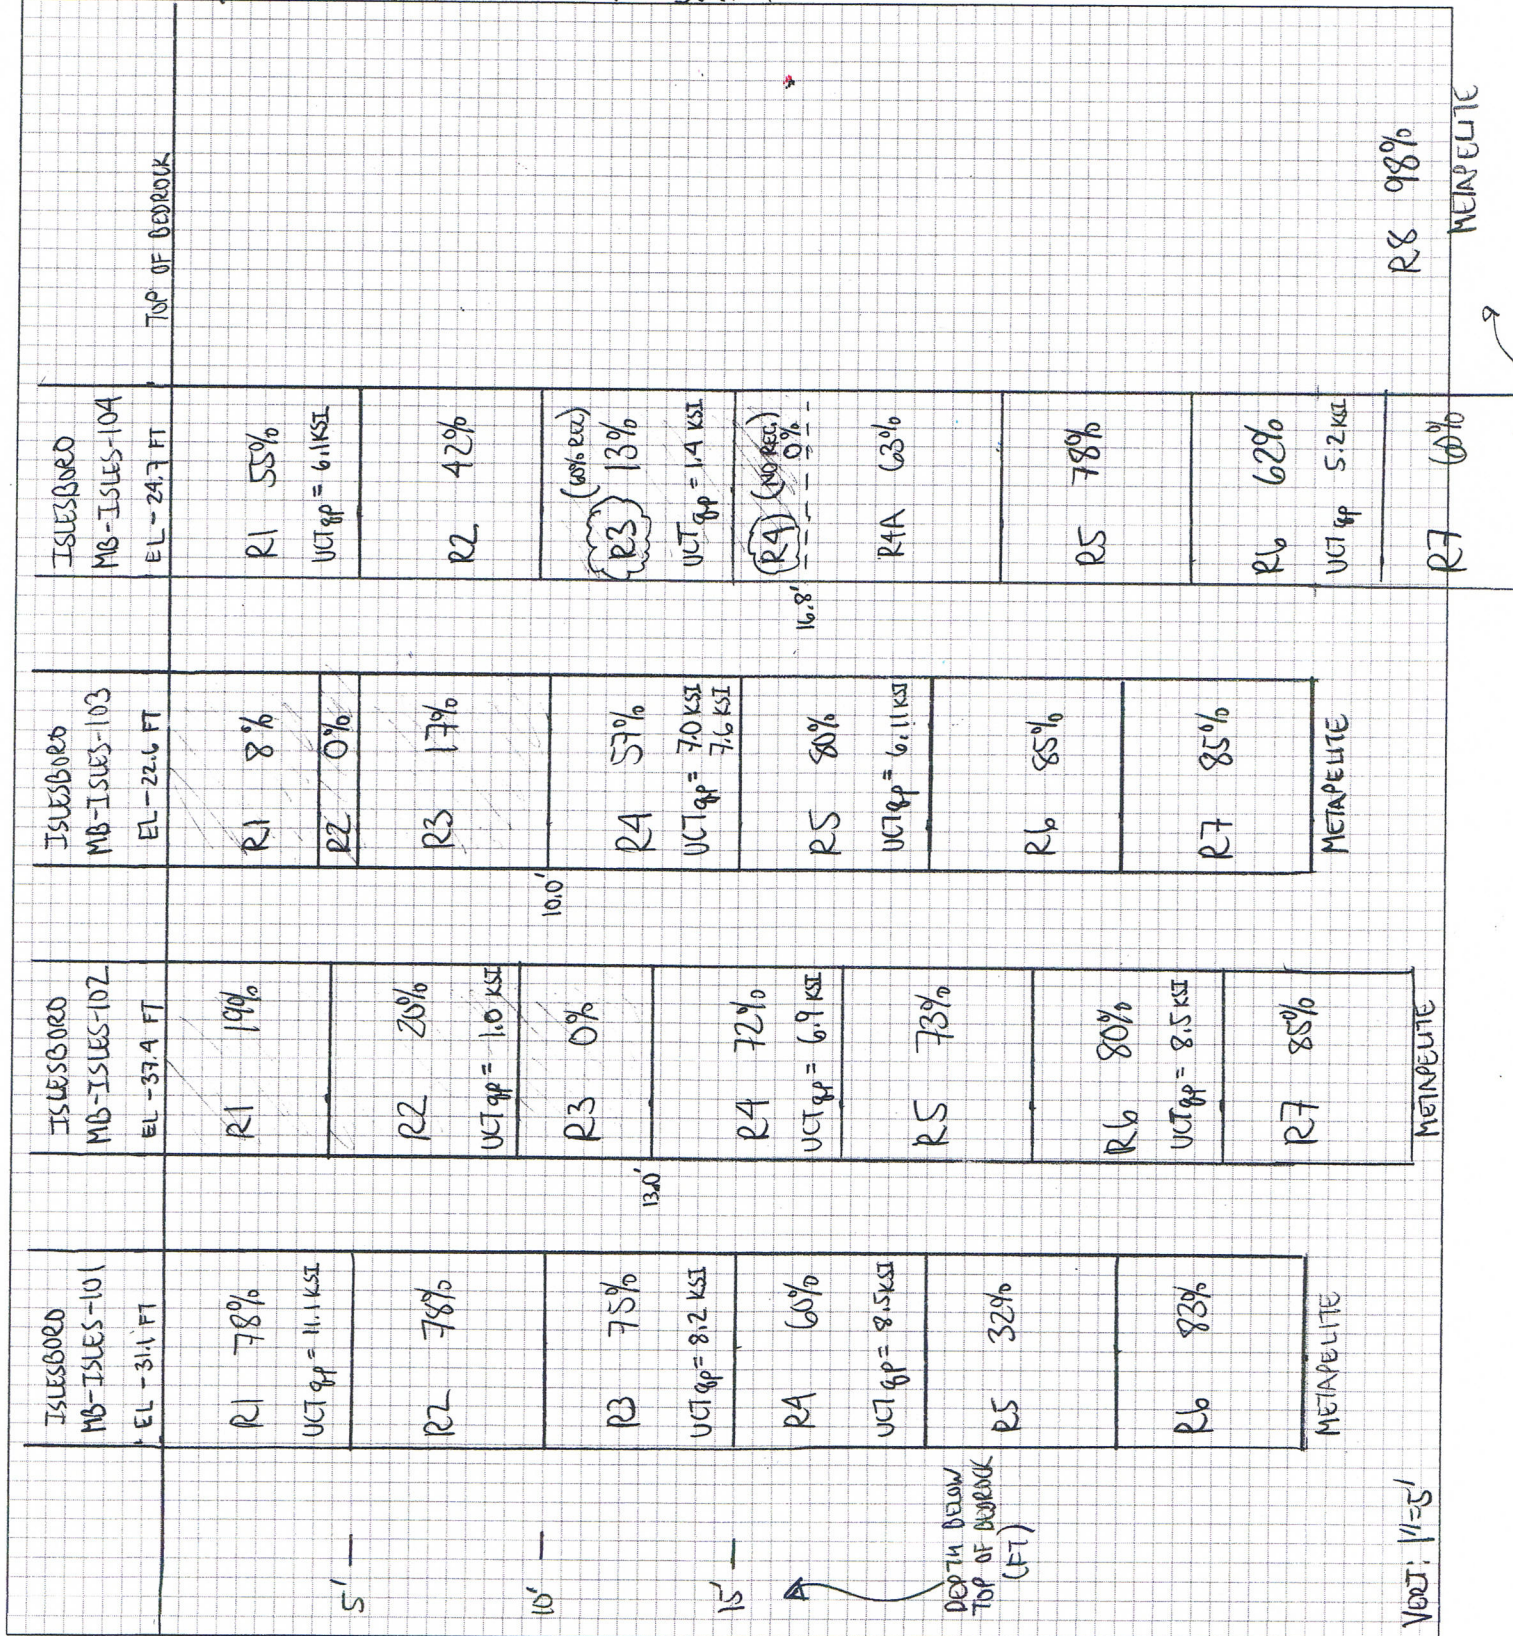 ISLESBORO
MB-ISLES-101
EL -31.1 FT
R1 78%
UCT qp = 11.1 KSI
R2 78%
R3 75%
UCT qp = 8.2 KSI
R4 60%
UCT qp = 8.5 KSI
R5 32%
R6 83%
METAPELITE
ISLESBORO
MB-ISLES-102
EL -37.4 FT
R1 19%
R2 20%
UCT qp = 1.0 KSI
R3 0%
13.0'
R4 72%
UCT qp = 6.9 KSI
R5 73%
R6 80%
UCT qp = 8.5 KSI
R7 85%
METAPELITE
ISLESBORO
MB-ISLES-103
EL -22.6 FT
R1 8%
R2 0%
R3 17%
10.0'
R4 57%
UCT qp = 7.0 KSI
7.6 KSI
R5 80%
UCT qp = 6.11 KSI
R6 85%
R7 85%
METAPELITE
ISLESBORO
MB-ISLES-104
EL -24.7 FT
R1 55%
UCT qp = 6.1 KSI
R2 42%
(60% REC)
R3 13%
UCT qp = 1.4 KSI
R4 (NO REC.)
0%
16.8'
R4A 63%
R5 78%
R6 62%
UCT qp 5.2 KSI
R7 60%
TOP OF BEDROCK
R8 98%
METAPELITE
5'
10'
15'
DEPTH BELOW
TOP OF BEDROCK
(FT)
VERT: 1"=5'